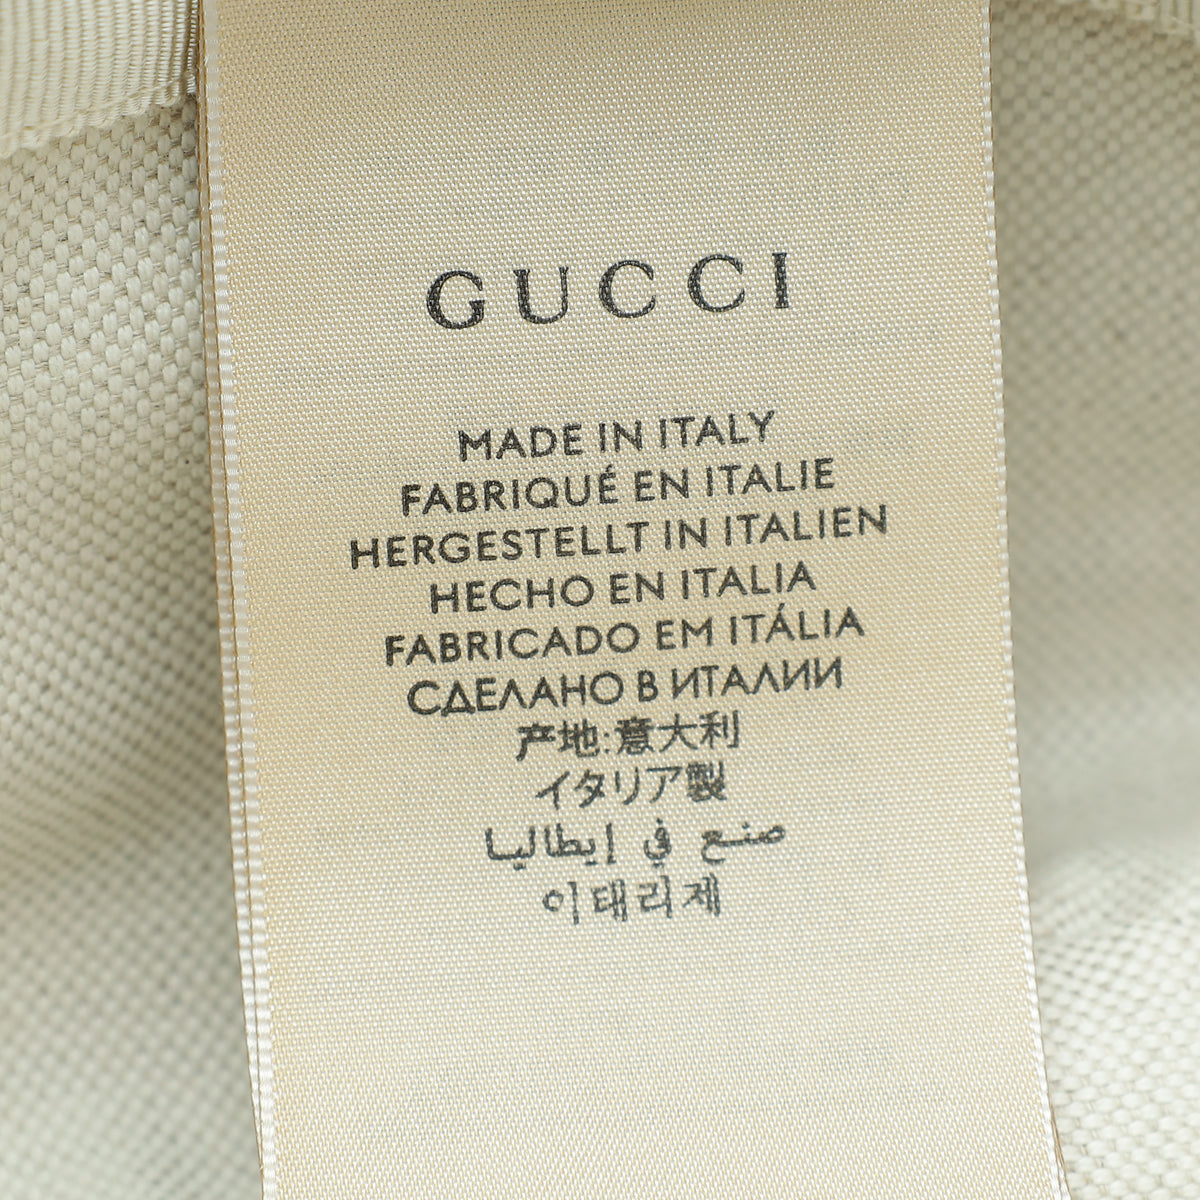 GUCCI
MADE IN ITALY
FABRIQUÉ EN ITALIE
HERGESTELLT IN ITALIEN
HECHO EN ITALIA
FABRICADO EM ITÁLIA
СДЕЛАНО В ИТАЛИИ
产地:意大利
イタリア製
صنع في إيطاليا
이태리제